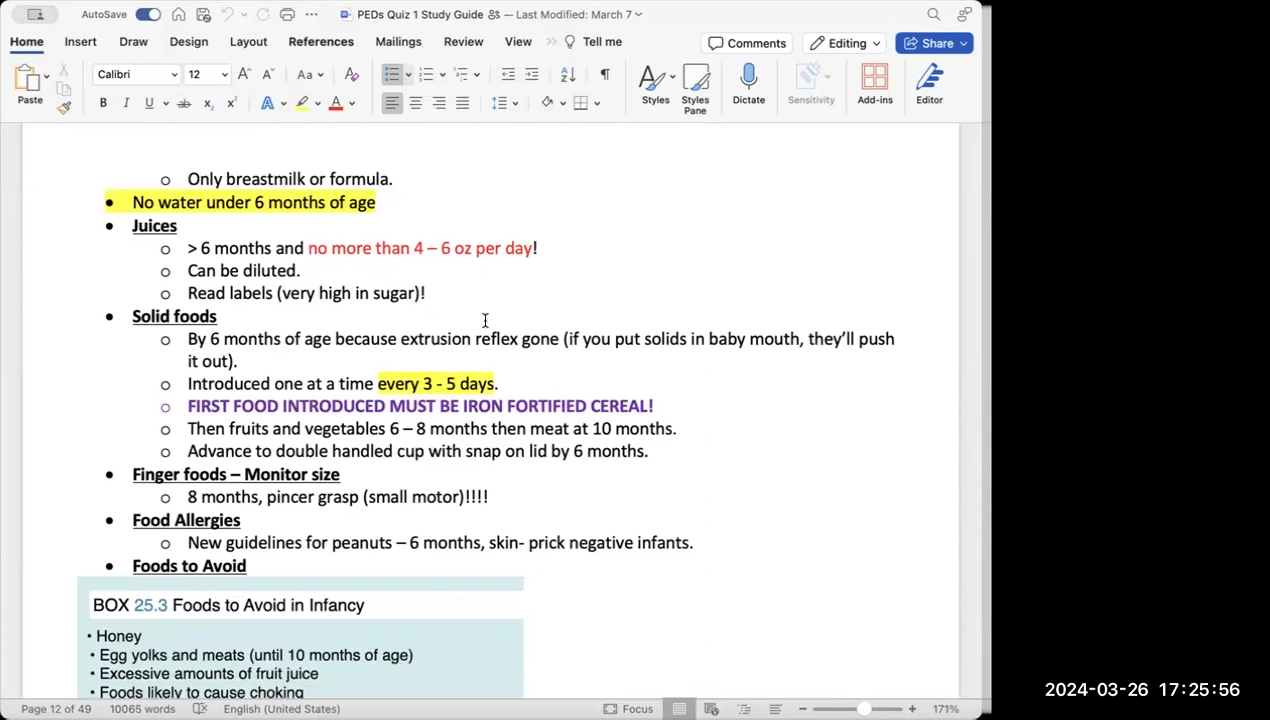 AutoSave
PEDs Quiz 1 Study Guide — Last Modified: March 7
Home Insert Draw Design Layout References Mailings Review View Tell me
Comments Editing Share
Paste
Calibri 12
Styles
Styles Pane
Dictate
Sensitivity
Add-ins
Editor
o Only breastmilk or formula.
• No water under 6 months of age
• Juices
o > 6 months and no more than 4 – 6 oz per day!
o Can be diluted.
o Read labels (very high in sugar)!
• Solid foods
o By 6 months of age because extrusion reflex gone (if you put solids in baby mouth, they’ll push
it out).
o Introduced one at a time every 3 - 5 days.
o FIRST FOOD INTRODUCED MUST BE IRON FORTIFIED CEREAL!
o Then fruits and vegetables 6 – 8 months then meat at 10 months.
o Advance to double handled cup with snap on lid by 6 months.
• Finger foods – Monitor size
o 8 months, pincer grasp (small motor)!!!!
• Food Allergies
o New guidelines for peanuts – 6 months, skin- prick negative infants.
• Foods to Avoid
BOX 25.3 Foods to Avoid in Infancy
• Honey
• Egg yolks and meats (until 10 months of age)
• Excessive amounts of fruit juice
• Foods likely to cause choking
Page 12 of 49 10065 words English (United States) Focus 171%
2024-03-26 17:25:56